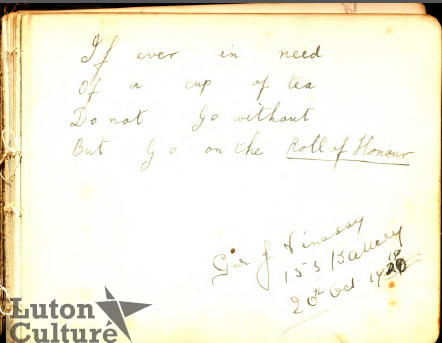 If ever in need
Of a cup of tea
Do not Go without
But Go on the Roll of Honour
Gnr J
155 Battery
20th Oct
Luton
Culture